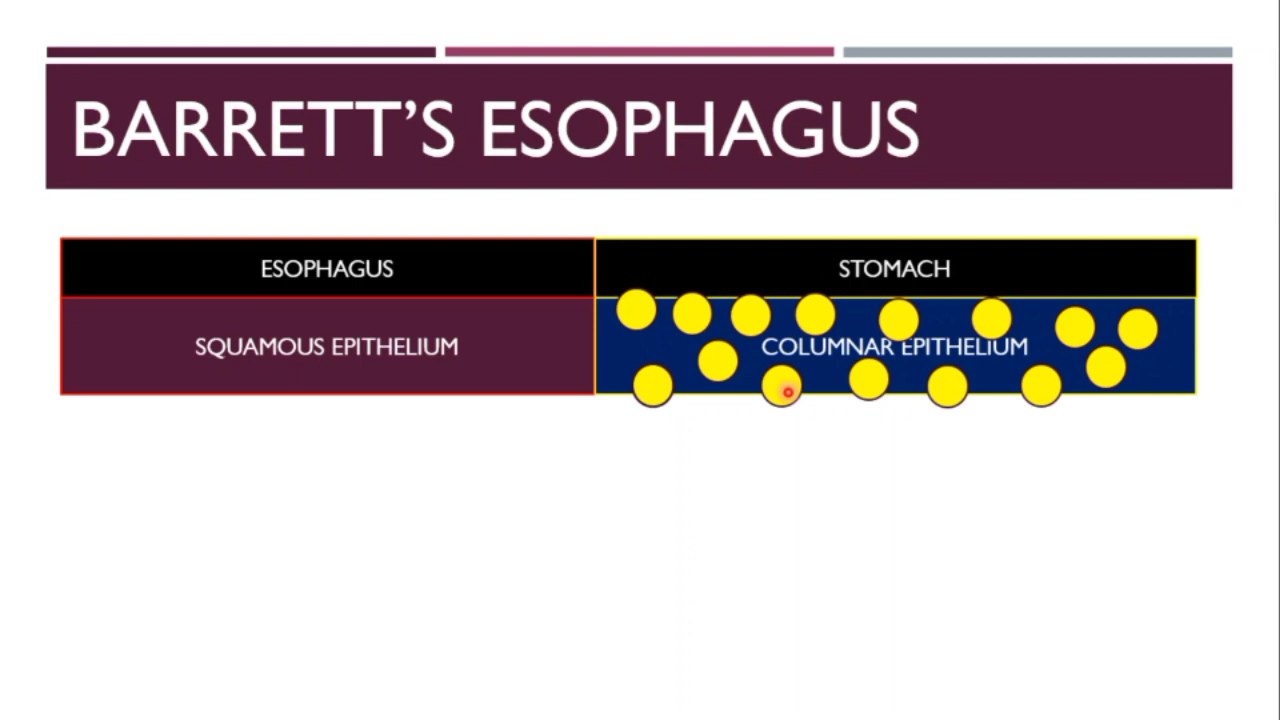 BARRETT'S ESOPHAGUS
ESOPHAGUS
STOMACH
SQUAMOUS EPITHELIUM
COLUMNAR EPITHELIUM